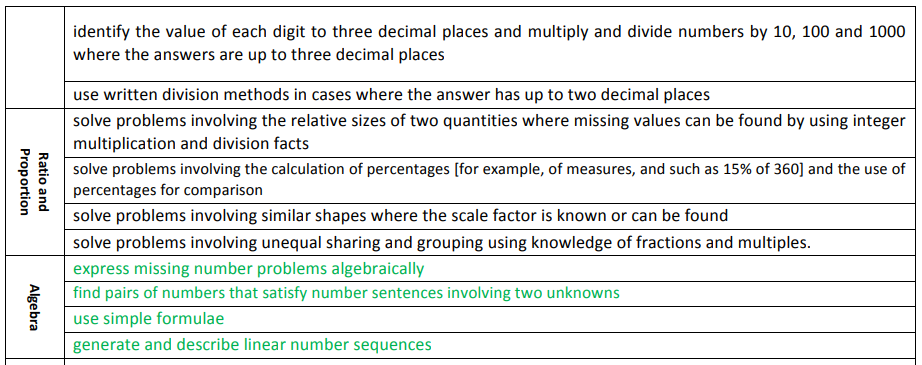 identify the value of each digit to three decimal places and multiply and divide numbers by 10, 100 and 1000
where the answers are up to three decimal places
use written division methods in cases where the answer has up to two decimal places
Ratio and
Proportion
solve problems involving the relative sizes of two quantities where missing values can be found by using integer
multiplication and division facts
solve problems involving the calculation of percentages [for example, of measures, and such as 15% of 360] and the use of
percentages for comparison
solve problems involving similar shapes where the scale factor is known or can be found
solve problems involving unequal sharing and grouping using knowledge of fractions and multiples.
Algebra
express missing number problems algebraically
find pairs of numbers that satisfy number sentences involving two unknowns
use simple formulae
generate and describe linear number sequences